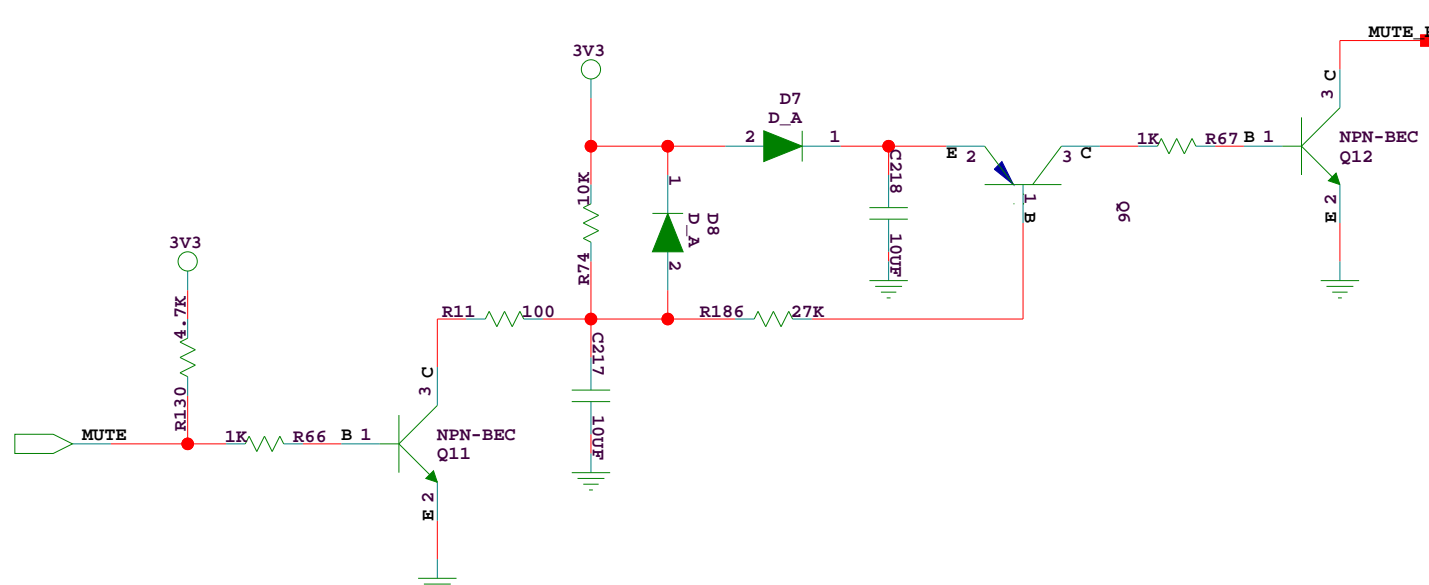 MUTE
3V3
D7
D_A
2
1
C218
10UF
E 2
3 C
1
B
Q6
1K
R67
B 1
3 C
NPN-BEC
Q12
E 2
10K
R74
1
D8
D_A
2
3V3
4.7K
R130
R11
100
R186
27K
C217
10UF
3 C
MUTE
1K
R66
B 1
NPN-BEC
Q11
E 2